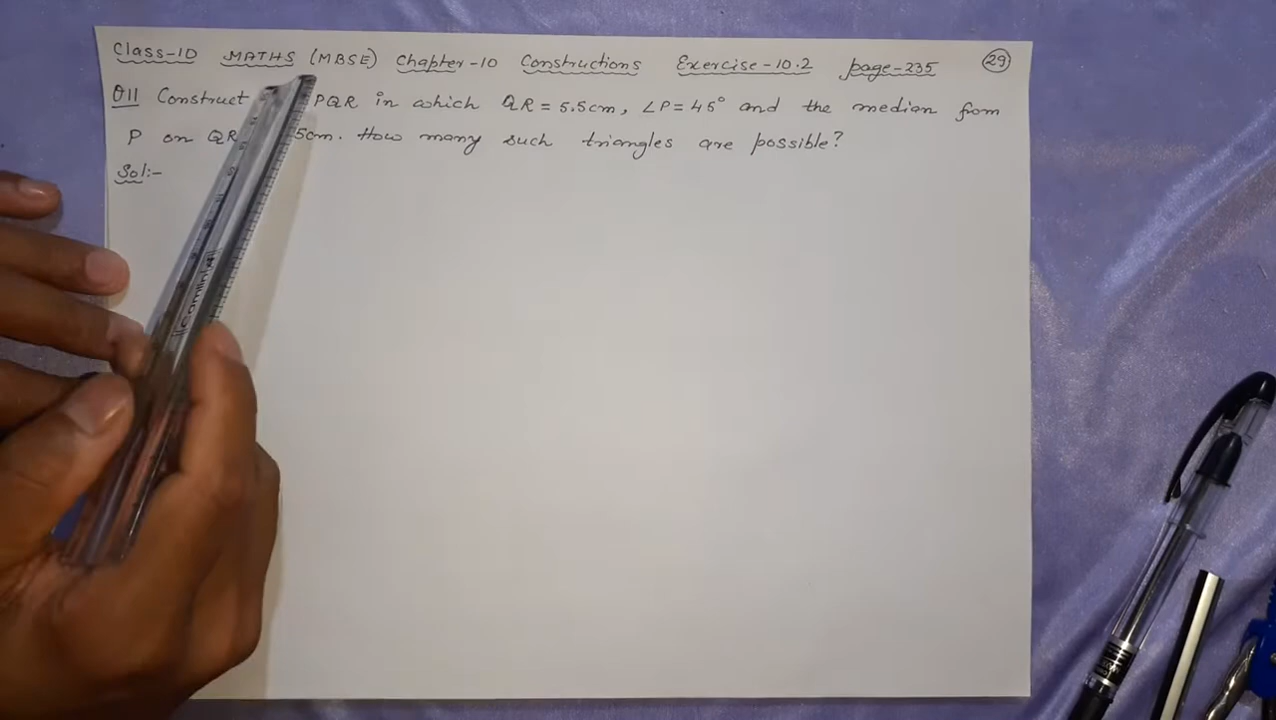 Class-10 MATHS (MBSE) Chapter-10 Constructions Exercise-10.2 page-235 29
Q11 Construct PQR in which QR = 5.5cm, ∠P = 45° and the median from
P on QR 5cm. How many such triangles are possible?
Sol:-
camlin